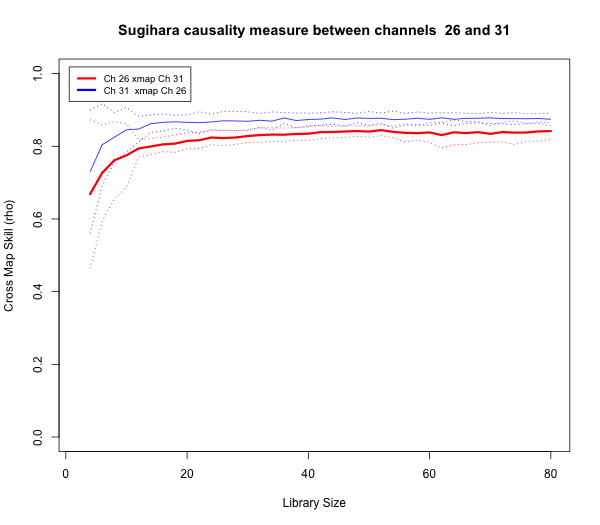 Sugihara causality measure between channels  26 and 31
Ch 26 xmap Ch 31
Ch 31  xmap Ch 26
Cross Map Skill (rho)
1.0
0.8
0.6
0.4
0.2
0.0
0 20 40 60 80
Library Size